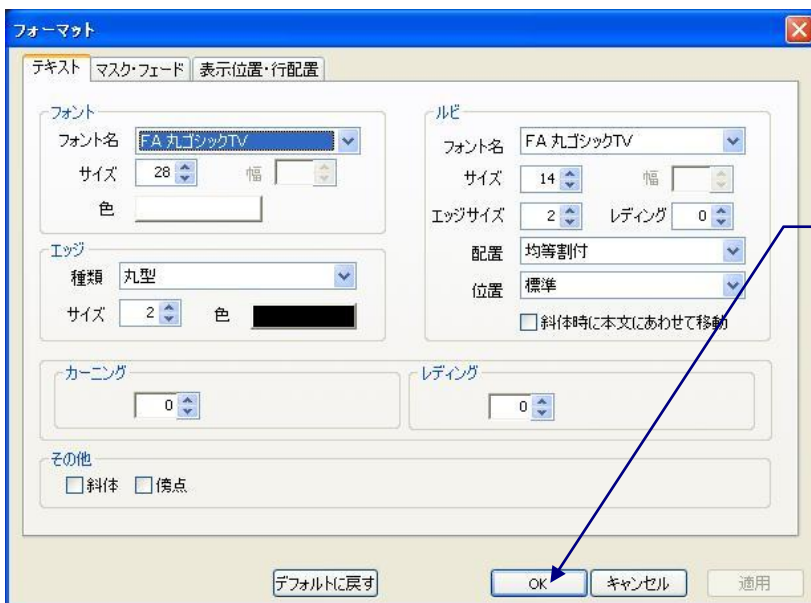 フォーマット
テキスト マスク・フェード 表示位置・行配置
フォント
フォント名 FA 丸ゴシックTV
サイズ 28 幅
色
エッジ
種類 丸型
サイズ 2 色
ルビ
フォント名 FA 丸ゴシックTV
サイズ 14 幅
エッジサイズ 2 レディング 0
配置 均等割付
位置 標準
斜体時に本文にあわせて移動
カーニング
0
レディング
0
その他
斜体 傍点
デフォルトに戻す OK キャンセル 適用